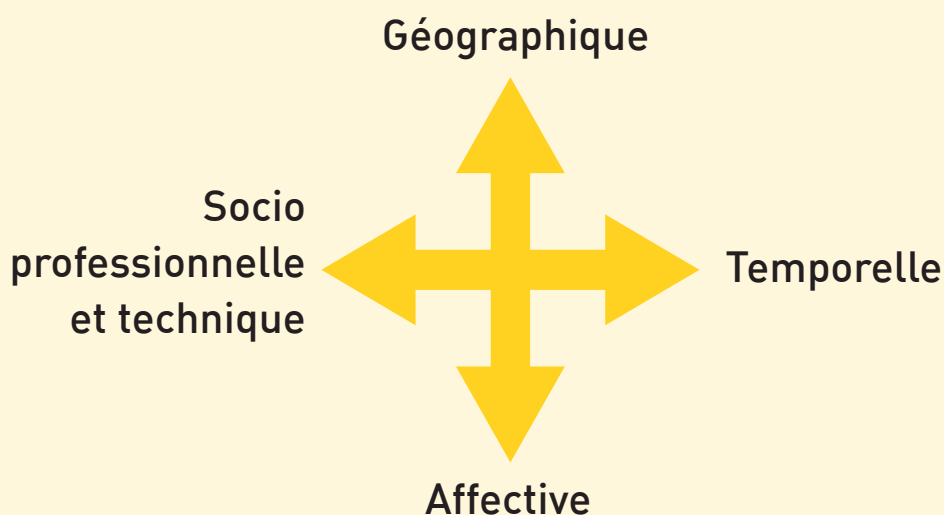 Géographique
Socio
professionnelle
et technique
Temporelle
Affective